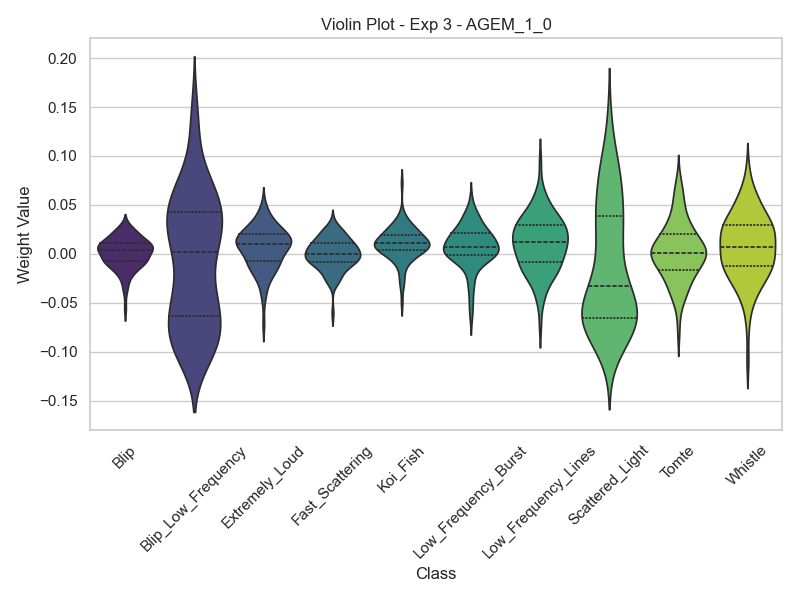 Violin Plot - Exp 3 - AGEM_1_0
0.20
0.15
0.10
0.05
0.00
−0.05
−0.10
−0.15
Weight Value
Blip
Blip_Low_Frequency
Extremely_Loud
Fast_Scattering
Koi_Fish
Low_Frequency_Burst
Low_Frequency_Lines
Scattered_Light
Tomte
Whistle
Class